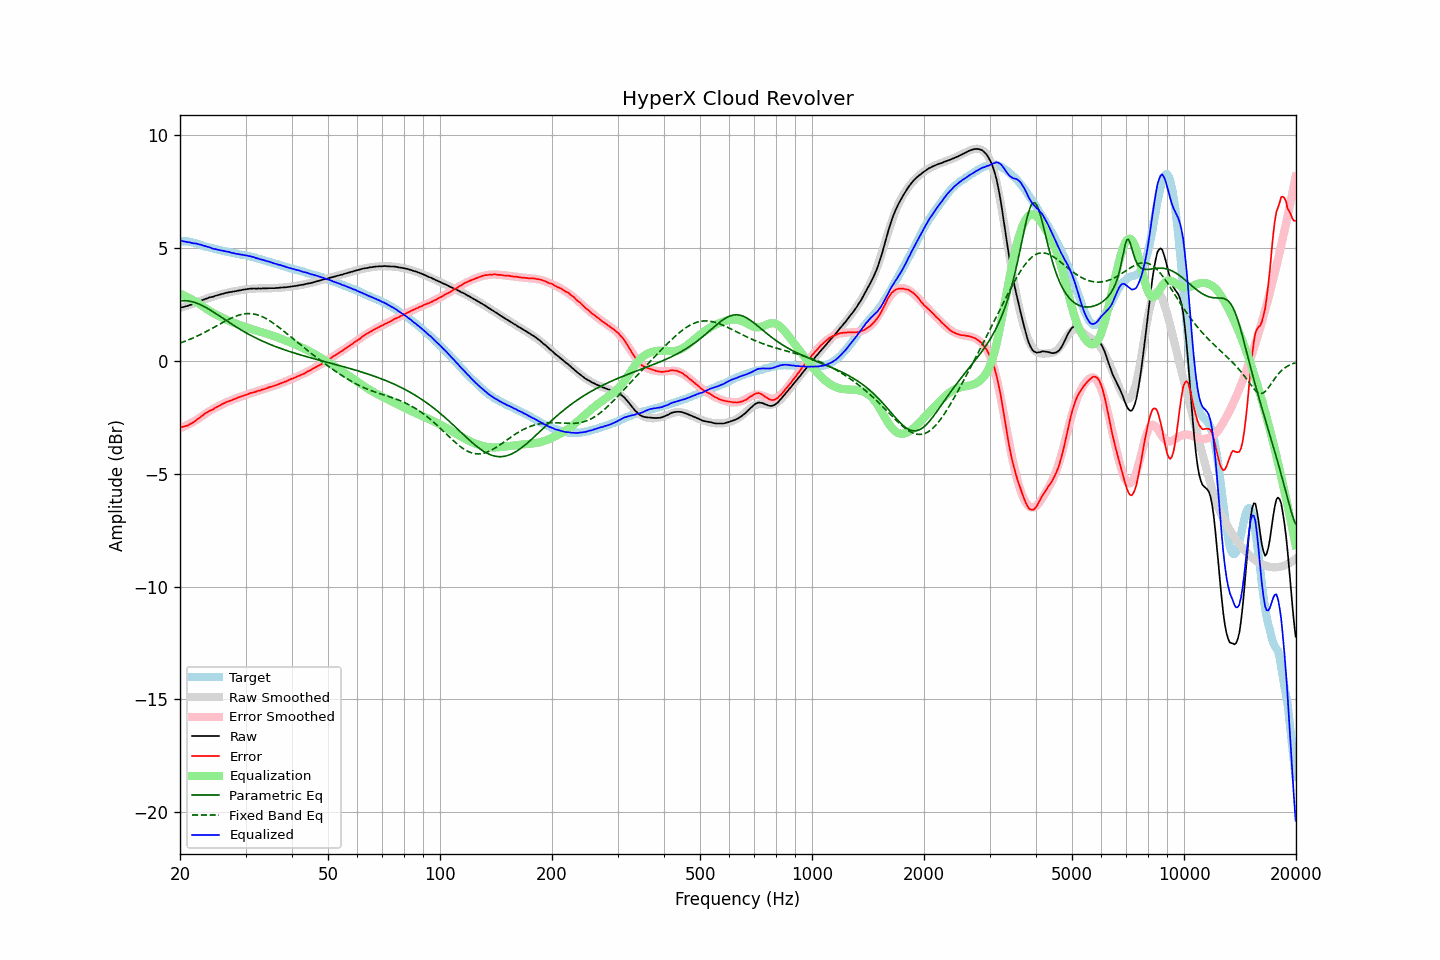 HyperX Cloud Revolver
Amplitude (dBr)
10
5
0
−5
−10
−15
−20
Target
Raw Smoothed
Error Smoothed
Raw
Error
Equalization
Parametric Eq
Fixed Band Eq
Equalized
20 50 100 200 500 1000 2000 5000 10000 20000
Frequency (Hz)